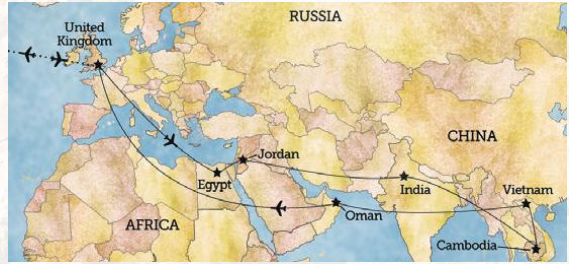 RUSSIA
United
Kingdom
CHINA
Jordan
Egypt
India
Vietnam
Oman
AFRICA
Cambodia